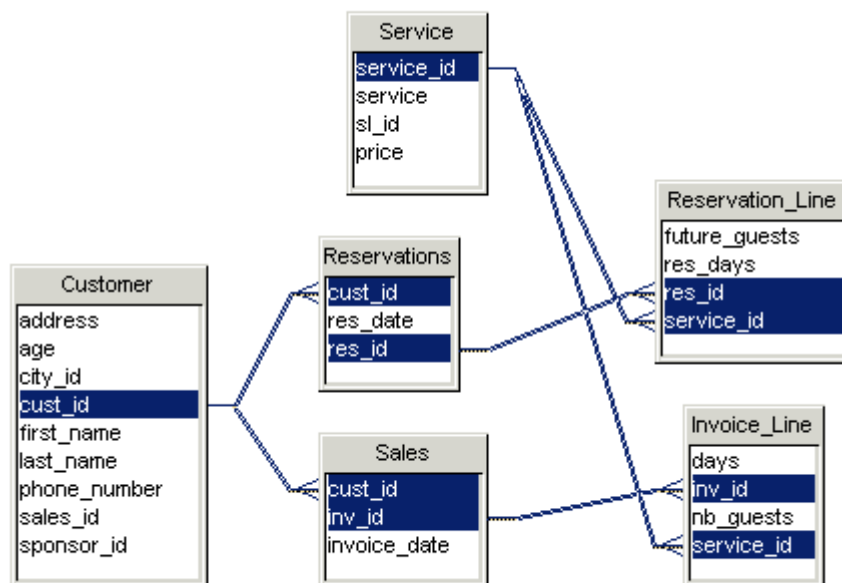 Service
service_id
service
sl_id
price
Reservation_Line
future_guests
res_days
res_id
service_id
Reservations
cust_id
res_date
res_id
Customer
address
age
city_id
cust_id
first_name
last_name
phone_number
sales_id
sponsor_id
Sales
cust_id
inv_id
invoice_date
Invoice_Line
days
inv_id
nb_guests
service_id